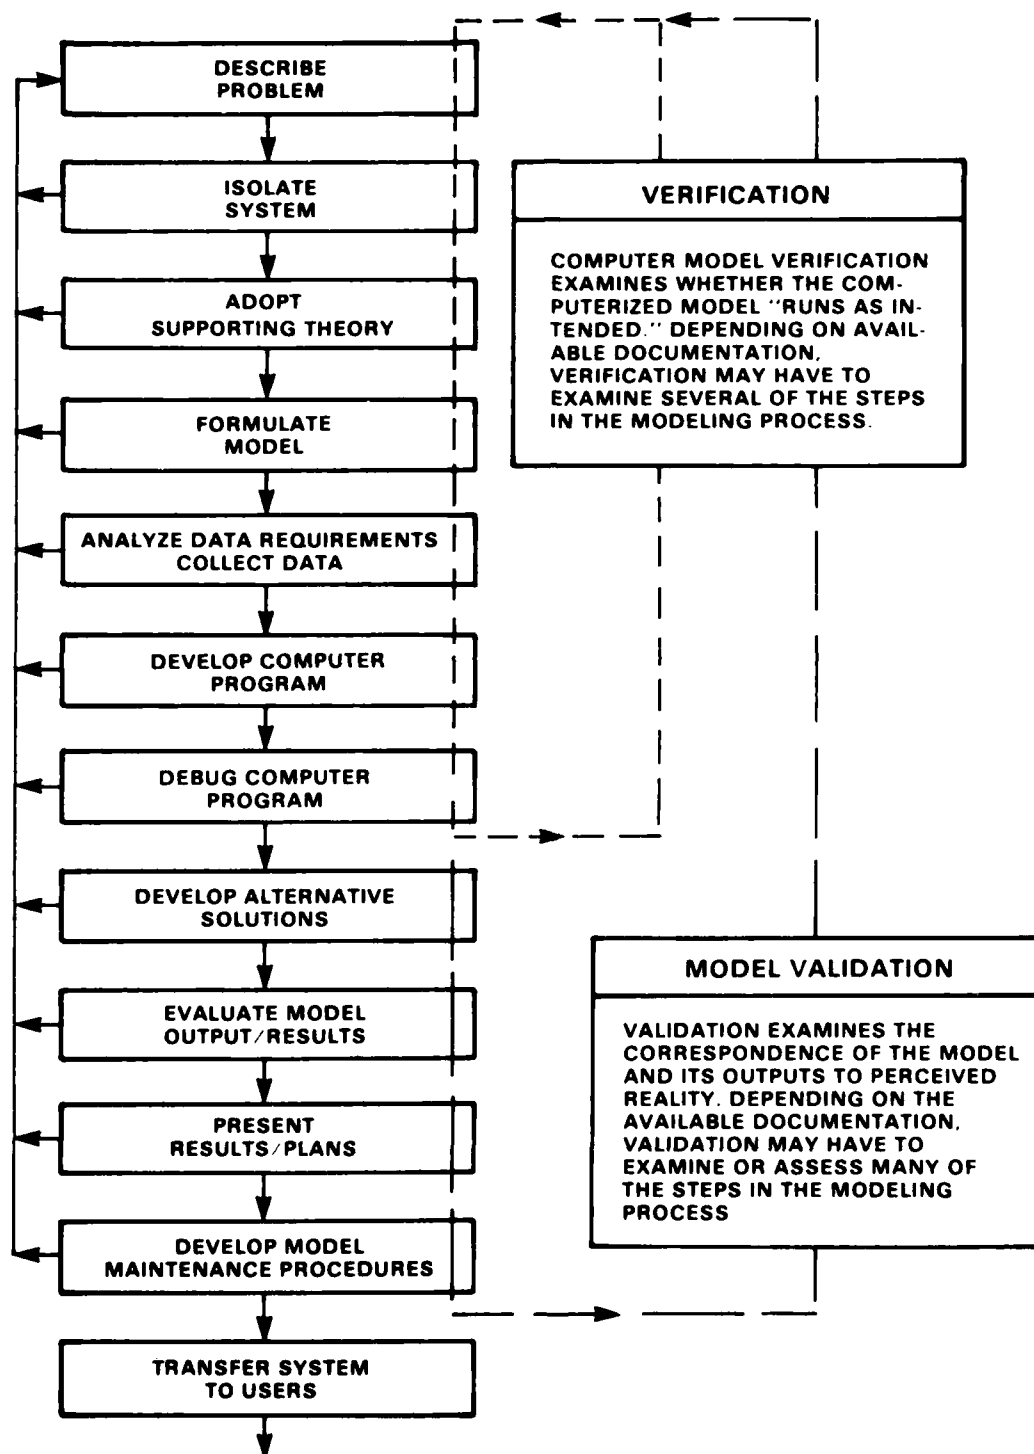 DESCRIBE
PROBLEM
ISOLATE
SYSTEM
ADOPT
SUPPORTING THEORY
FORMULATE
MODEL
ANALYZE DATA REQUIREMENTS
COLLECT DATA
DEVELOP COMPUTER
PROGRAM
DEBUG COMPUTER
PROGRAM
DEVELOP ALTERNATIVE
SOLUTIONS
EVALUATE MODEL
OUTPUT/RESULTS
PRESENT
RESULTS/PLANS
DEVELOP MODEL
MAINTENANCE PROCEDURES
TRANSFER SYSTEM
TO USERS
VERIFICATION
COMPUTER MODEL VERIFICATION
EXAMINES WHETHER THE COM-
PUTERIZED MODEL "RUNS AS IN-
TENDED." DEPENDING ON AVAIL-
ABLE DOCUMENTATION,
VERIFICATION MAY HAVE TO
EXAMINE SEVERAL OF THE STEPS
IN THE MODELING PROCESS.
MODEL VALIDATION
VALIDATION EXAMINES THE
CORRESPONDENCE OF THE MODEL
AND ITS OUTPUTS TO PERCEIVED
REALITY. DEPENDING ON THE
AVAILABLE DOCUMENTATION,
VALIDATION MAY HAVE TO
EXAMINE OR ASSESS MANY OF
THE STEPS IN THE MODELING
PROCESS